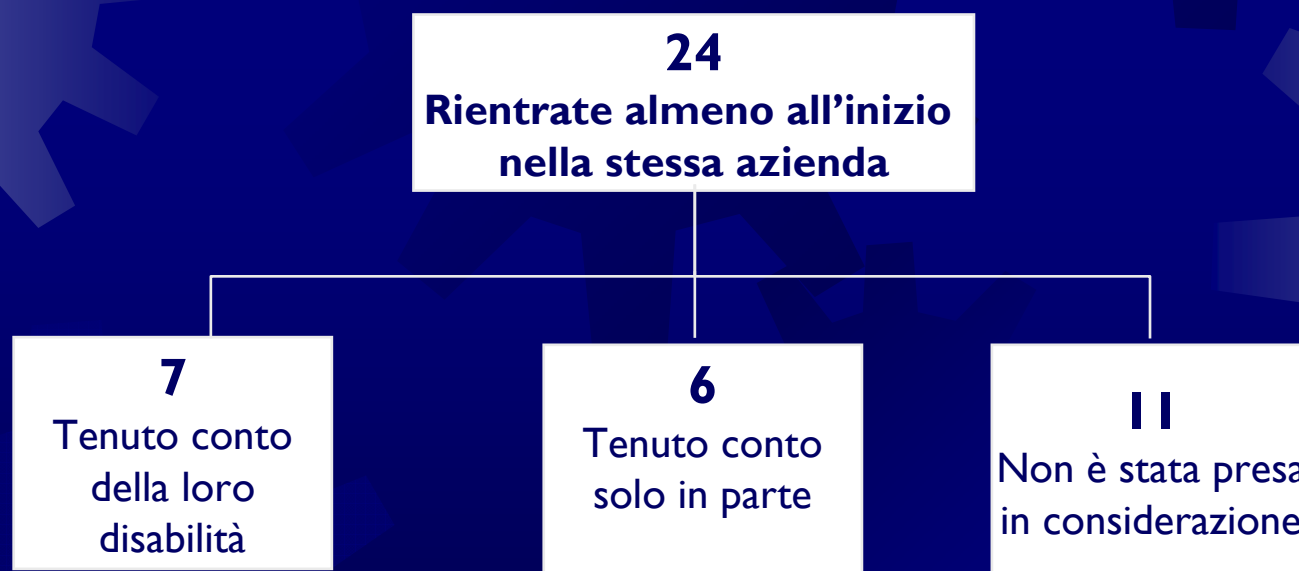 24
Rientrate almeno all’inizio
nella stessa azienda
7
Tenuto conto
della loro
disabilità
6
Tenuto conto
solo in parte
11
Non è stata presa
in considerazione